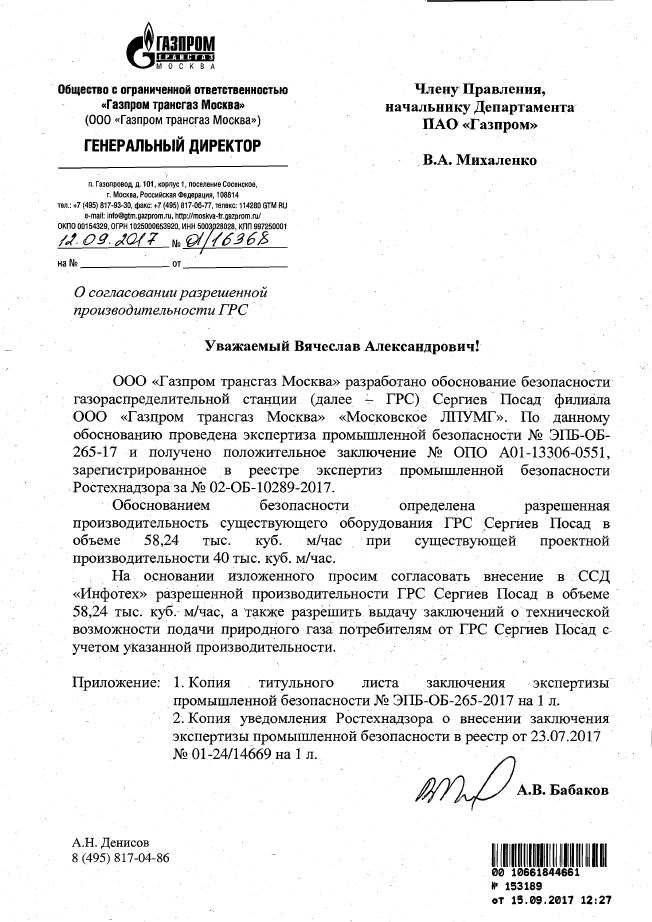 ГАЗПРОМ
ТРАНСГАЗ
МОСКВА
Общество с ограниченной ответственностью
«Газпром трансгаз Москва»
(ООО «Газпром трансгаз Москва»)
ГЕНЕРАЛЬНЫЙ ДИРЕКТОР
п. Газопровод, д. 101, корпус 1, поселение Сосенское,
г. Москва, Российская Федерация, 108814
тел.: +7 (495) 817-93-30, факс: +7 (495) 817-06-77, телекс: 114280 GTM RU
e-mail: info@gtm.gazprom.ru, http://moskva-tr.gazprom.ru/
ОКПО 00154329, ОГРН 1025000653920, ИНН 5003028028, КПП 997250001
12.09.2017 № 01/16368
на № от
Члену Правления,
начальнику Департамента
ПАО «Газпром»
В.А. Михаленко
О согласовании разрешенной
производительности ГРС
Уважаемый Вячеслав Александрович!
ООО «Газпром трансгаз Москва» разработано обоснование безопасности
газораспределительной станции (далее – ГРС) Сергиев Посад филиала
ООО «Газпром трансгаз Москва» «Московское ЛПУМГ». По данному
обоснованию проведена экспертиза промышленной безопасности № ЭПБ-ОБ-
265-17 и получено положительное заключение № ОПО А01-13306-0551,
зарегистрированное в реестре экспертиз промышленной безопасности
Ростехнадзора за № 02-ОБ-10289-2017.
Обоснованием безопасности определена разрешенная
производительность существующего оборудования ГРС Сергиев Посад в
объеме 58,24 тыс. куб. м/час при существующей проектной
производительности 40 тыс. куб. м/час.
На основании изложенного просим согласовать внесение в ССД
«Инфотех» разрешенной производительности ГРС Сергиев Посад в объеме
58,24 тыс. куб. м/час, а также разрешить выдачу заключений о технической
возможности подачи природного газа потребителям от ГРС Сергиев Посад с
учетом указанной производительности.
Приложение: 1. Копия титульного листа заключения экспертизы
промышленной безопасности № ЭПБ-ОБ-265-2017 на 1 л.
2. Копия уведомления Ростехнадзора о внесении заключения
экспертизы промышленной безопасности в реестр от 23.07.2017
№ 01-24/14669 на 1 л.
А.В. Бабаков
А.Н. Денисов
8 (495) 817-04-86
00 10661844661
№ 153189
от 15.09.2017 12:27